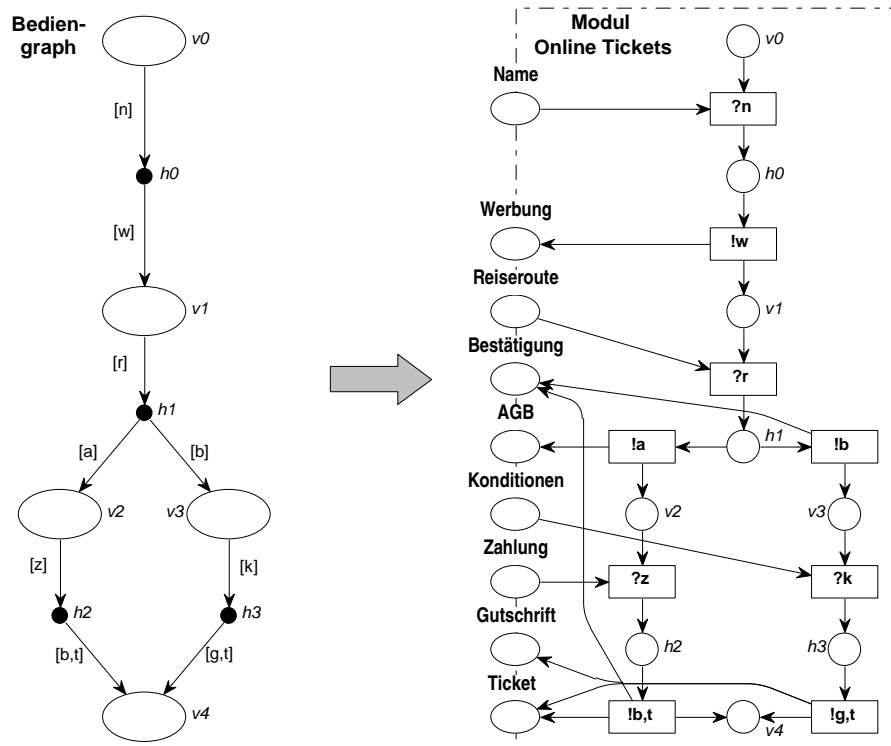 Bedien-
graph
v0
[n]
h0
[w]
v1
[r]
h1
[a]
[b]
v2
v3
[z]
[k]
h2
h3
[b,t]
[g,t]
v4
Modul
Online Tickets
v0
Name
?n
h0
Werbung
!w
Reiseroute
v1
Bestätigung
?r
AGB
h1
!a
!b
Konditionen
v2
v3
Zahlung
?z
?k
Gutschrift
h2
h3
Ticket
!b,t
!g,t
v4